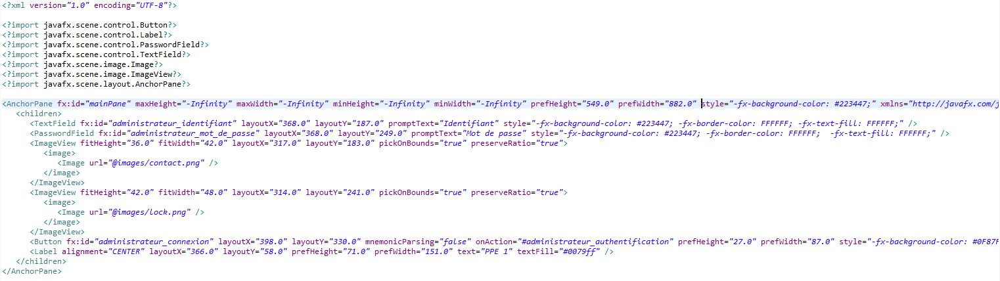 <?xml version="1.0" encoding="UTF-8"?>
<?import javafx.scene.control.Button?>
<?import javafx.scene.control.Label?>
<?import javafx.scene.control.PasswordField?>
<?import javafx.scene.control.TextField?>
<?import javafx.scene.image.Image?>
<?import javafx.scene.image.ImageView?>
<?import javafx.scene.layout.AnchorPane?>
<AnchorPane fx:id="mainPane" maxHeight="-Infinity" maxWidth="-Infinity" minHeight="-Infinity" minWidth="-Infinity" prefHeight="549.0" prefWidth="882.0" style="-fx-background-color: #223447;" xmlns="http://javafx.com/j
<children>
<TextField fx:id="administrateur_identifiant" layoutX="368.0" layoutY="187.0" promptText="Identifiant" style="-fx-background-color: #223447; -fx-border-color: FFFFFF; -fx-text-fill: FFFFFF;" />
<PasswordField fx:id="administrateur_mot_de_passe" layoutX="368.0" layoutY="249.0" promptText="Mot de passe" style="-fx-background-color: #223447; -fx-border-color: FFFFFF;  -fx-text-fill: FFFFFF;" />
<ImageView fitHeight="36.0" fitWidth="42.0" layoutX="317.0" layoutY="183.0" pickOnBounds="true" preserveRatio="true">
<image>
<Image url="@images/contact.png" />
</image>
</ImageView>
<ImageView fitHeight="42.0" fitWidth="48.0" layoutX="314.0" layoutY="241.0" pickOnBounds="true" preserveRatio="true">
<image>
<Image url="@images/lock.png" />
</image>
</ImageView>
<Button fx:id="administrateur_connexion" layoutX="398.0" layoutY="330.0" mnemonicParsing="false" onAction="#administrateur_authentification" prefHeight="27.0" prefWidth="87.0" style="-fx-background-color: #0F87F
<Label alignment="CENTER" layoutX="366.0" layoutY="58.0" prefHeight="71.0" prefWidth="151.0" text="PPE 1" textFill="#0079ff" />
</children>
</AnchorPane>